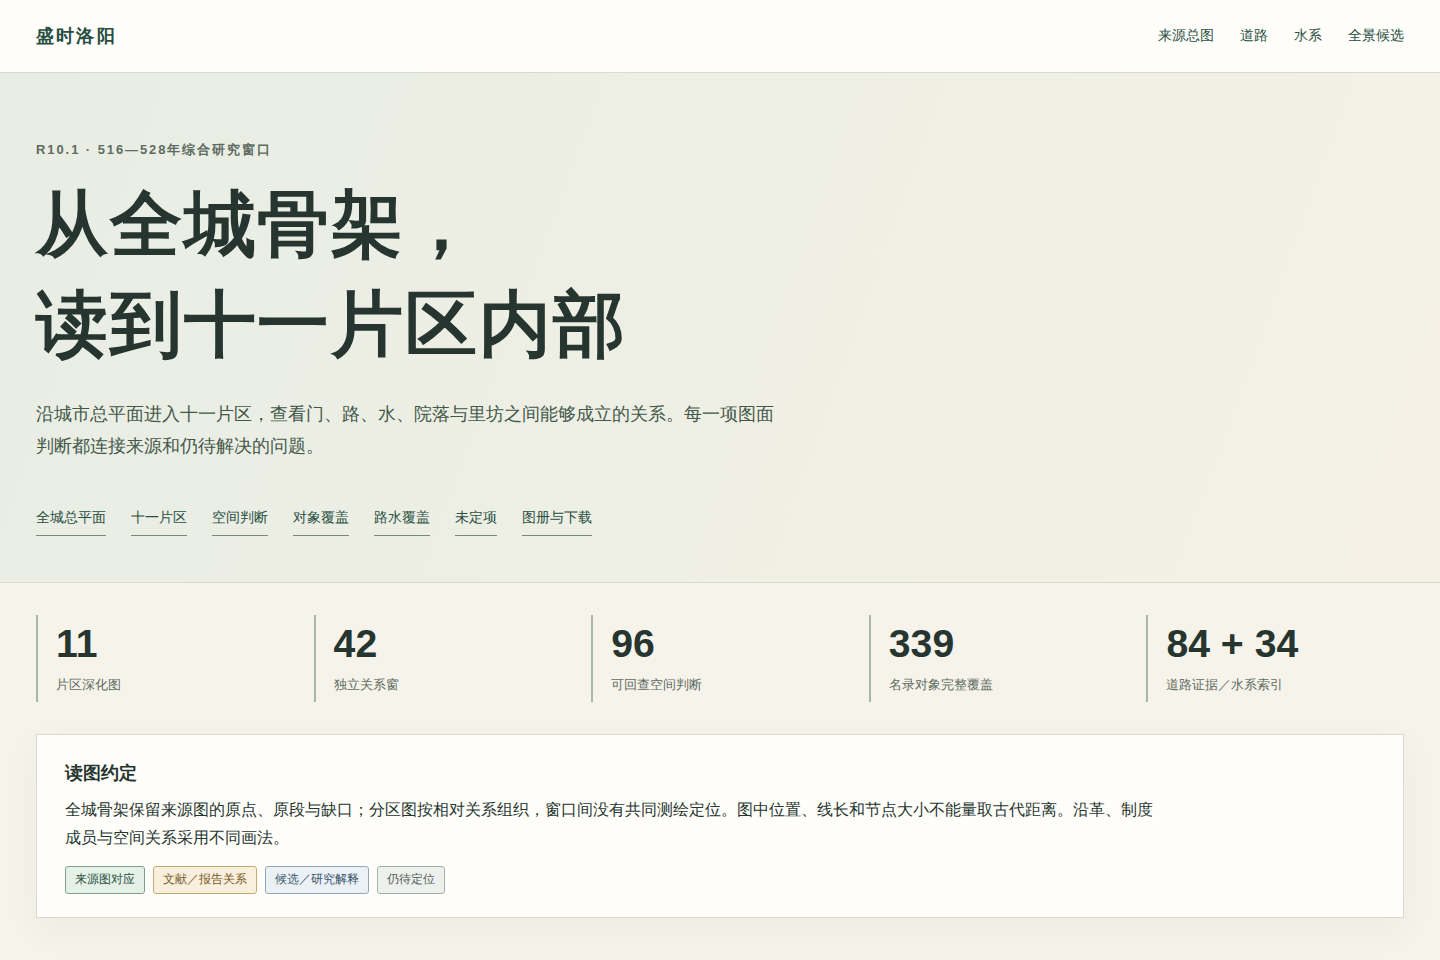 盛时洛阳
来源总图 道路 水系 全景候选
R10.1 · 516—528年综合研究窗口
从全城骨架，
读到十一片区内部
沿城市总平面进入十一片区，查看门、路、水、院落与里坊之间能够成立的关系。每一项图面
判断都连接来源和仍待解决的问题。
全城总平面 十一片区 空间判断 对象覆盖 路水覆盖 未定项 图册与下载
11 42 96 339 84 + 34
片区深化图 独立关系窗 可回查空间判断 名录对象完整覆盖 道路证据／水系索引
读图约定
全城骨架保留来源图的原点、原段与缺口；分区图按相对关系组织，窗口间没有共同测绘定位。图中位置、线长和节点大小不能量取古代距离。沿革、制度
成员与空间关系采用不同画法。
来源图对应 文献／报告关系 候选／研究解释 仍待定位